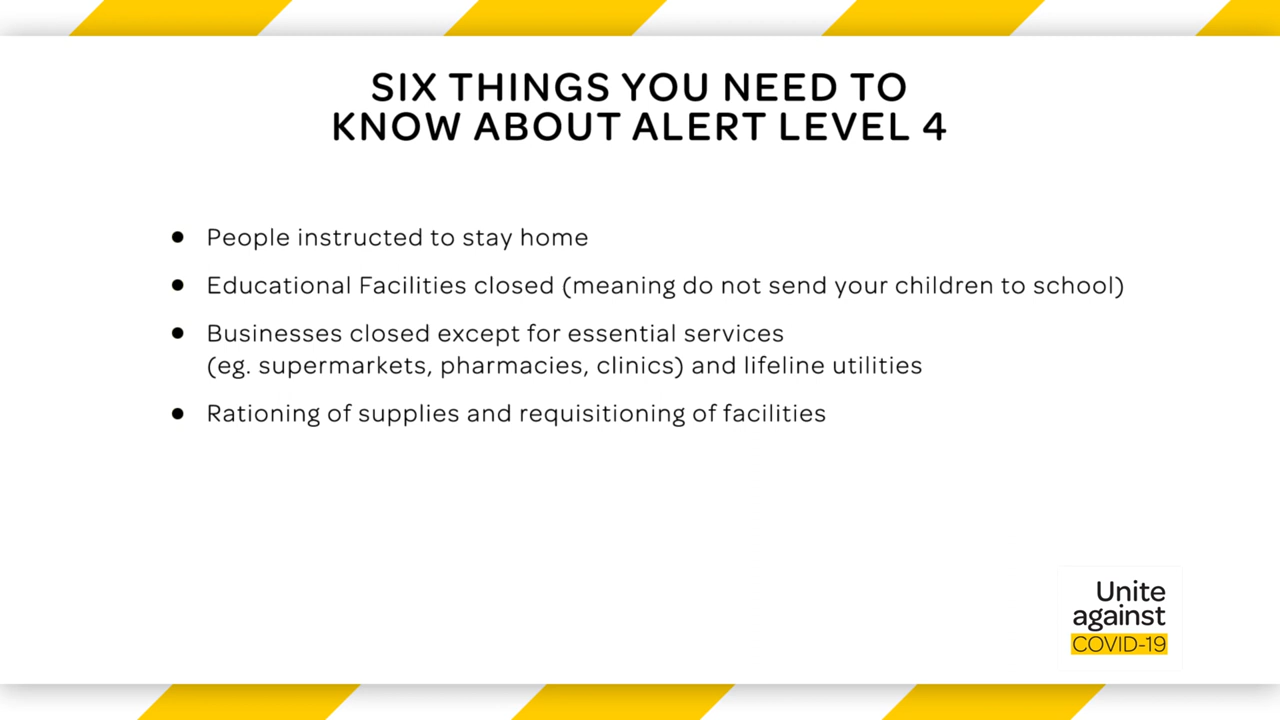 SIX THINGS YOU NEED TO
KNOW ABOUT ALERT LEVEL 4
● People instructed to stay home
● Educational Facilities closed (meaning do not send your children to school)
● Businesses closed except for essential services
(eg. supermarkets, pharmacies, clinics) and lifeline utilities
● Rationing of supplies and requisitioning of facilities
Unite
against
COVID-19